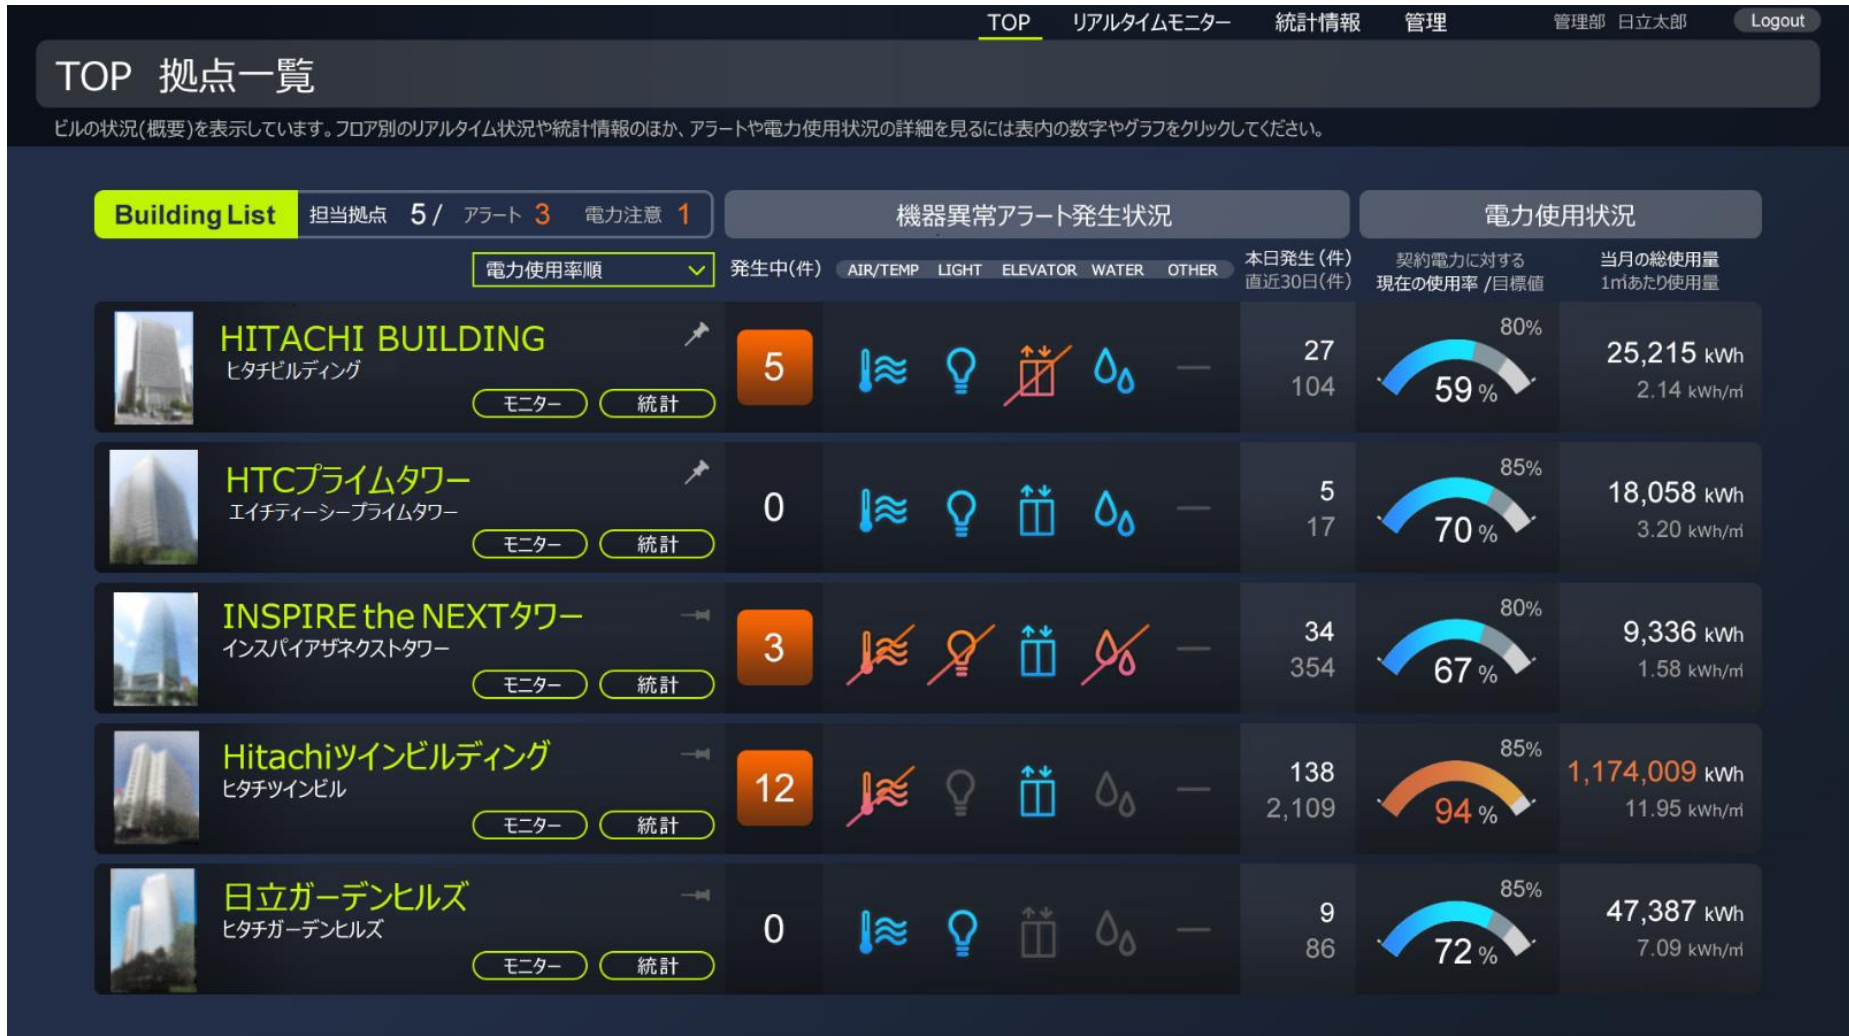 TOP リアルタイムモニター 統計情報 管理 管理部 日立太郎 Logout
TOP 拠点一覧
ビルの状況(概要)を表示しています。フロア別のリアルタイム状況や統計情報のほか、アラートや電力使用状況の詳細を見るには表内の数字やグラフをクリックしてください。
Building List 担当拠点 5 / アラート 3 電力注意 1 機器異常アラート発生状況 電力使用状況
電力使用率順 発生中(件) AIR/TEMP LIGHT ELEVATOR WATER OTHER
本日発生(件)
直近30日(件)
契約電力に対する
現在の使用率 /目標値
当月の総使用量
1㎡あたり使用量
HITACHI BUILDING
ヒタチビルディング
モニター 統計
5
27
104
80%
59 %
25,215 kWh
2.14 kWh/㎡
HTCプライムタワー
エイチティーシープライムタワー
モニター 統計
0
5
17
85%
70 %
18,058 kWh
3.20 kWh/㎡
INSPIRE the NEXTタワー
インスパイアザネクストタワー
モニター 統計
3
34
354
80%
67 %
9,336 kWh
1.58 kWh/㎡
Hitachiツインビルディング
ヒタチツインビル
モニター 統計
12
138
2,109
85%
94 %
1,174,009 kWh
11.95 kWh/㎡
日立ガーデンヒルズ
ヒタチガーデンヒルズ
モニター 統計
0
9
86
85%
72 %
47,387 kWh
7.09 kWh/㎡